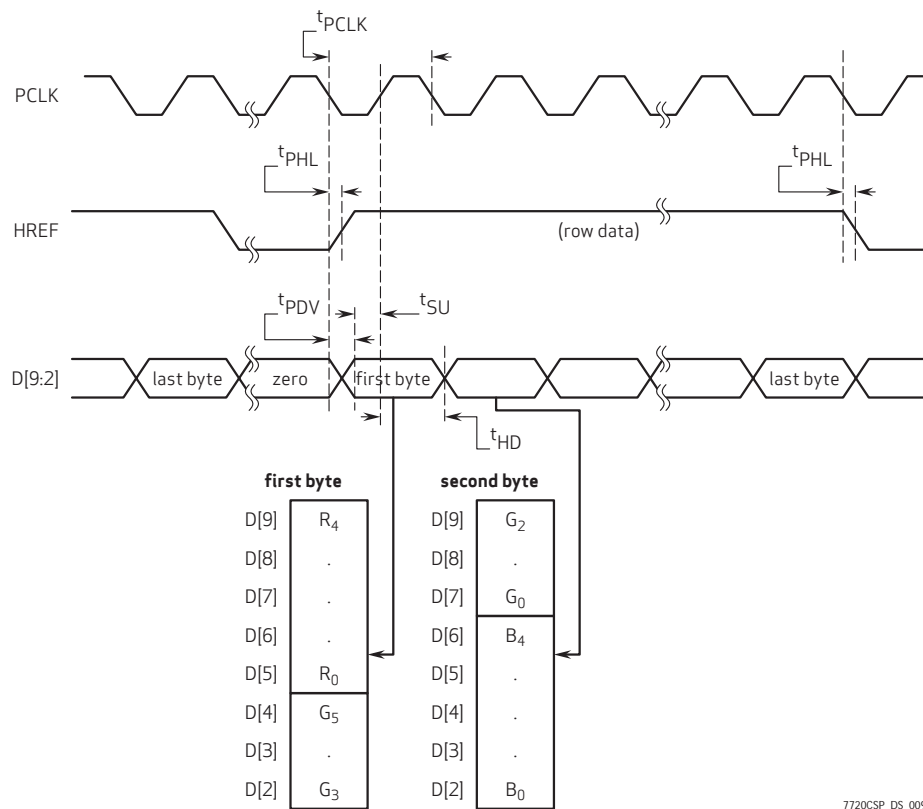 tPCLK
PCLK
tPHL
tPHL
HREF
(row data)
tPDV
tSU
D[9:2]
last byte
zero
first byte
last byte
tHD
first byte
second byte
D[9] R4
D[8] .
D[7] .
D[6] .
D[5] R0
D[4] G5
D[3] .
D[2] G3
D[9] G2
D[8] .
D[7] G0
D[6] B4
D[5] .
D[4] .
D[3] .
D[2] B0